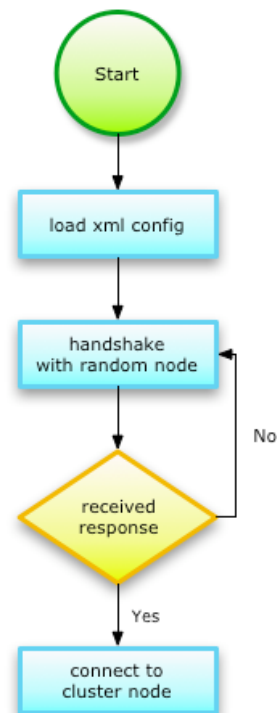 Start
load xml config
handshake
with random node
No
received
response
Yes
connect to
cluster node